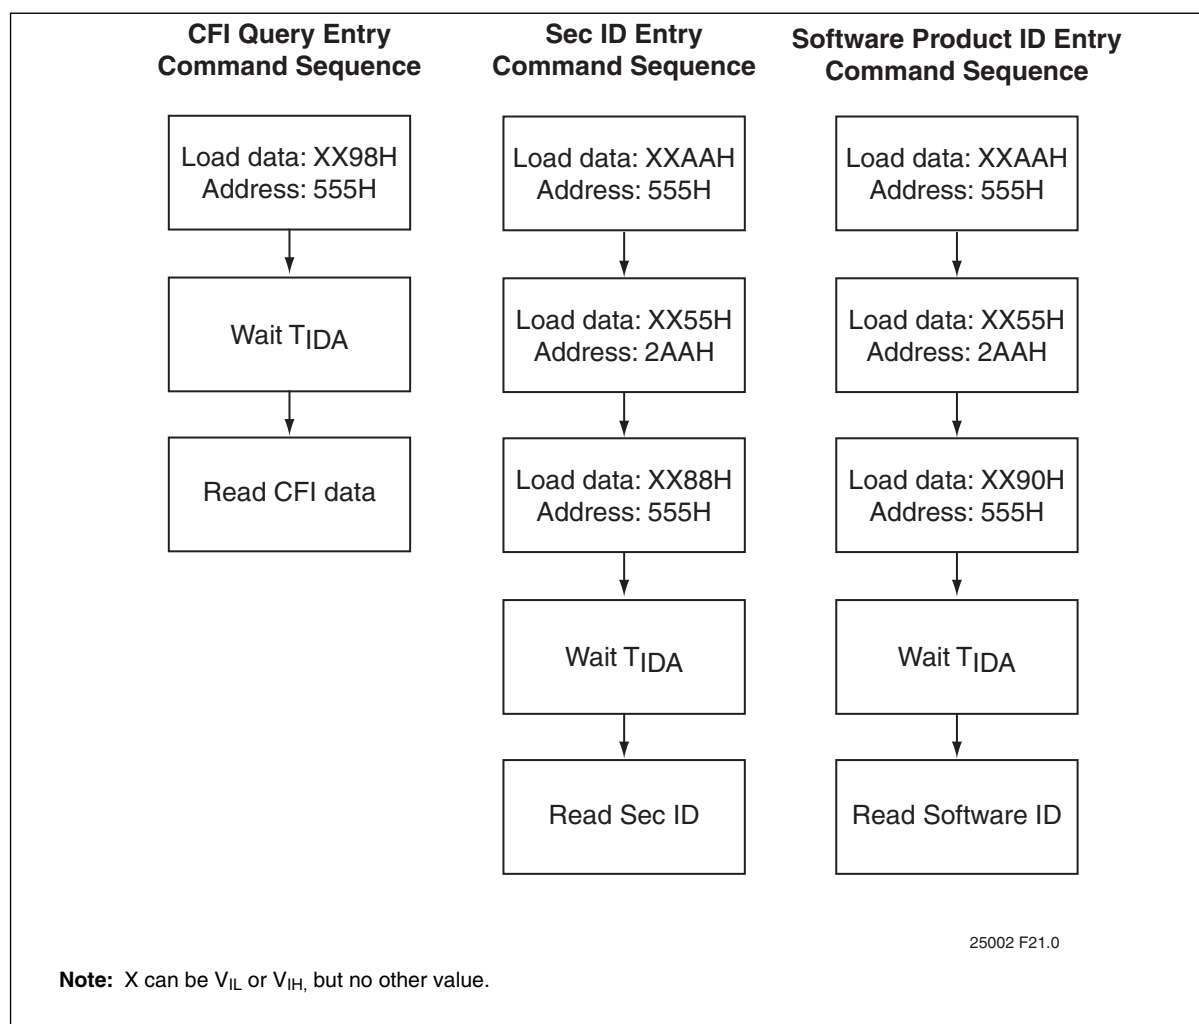 CFI Query Entry
Command Sequence
Load data: XX98H
Address: 555H
Wait TIDA
Read CFI data
Sec ID Entry
Command Sequence
Load data: XXAAH
Address: 555H
Load data: XX55H
Address: 2AAH
Load data: XX88H
Address: 555H
Wait TIDA
Read Sec ID
Software Product ID Entry
Command Sequence
Load data: XXAAH
Address: 555H
Load data: XX55H
Address: 2AAH
Load data: XX90H
Address: 555H
Wait TIDA
Read Software ID
25002 F21.0
Note: X can be VIL or VIH, but no other value.